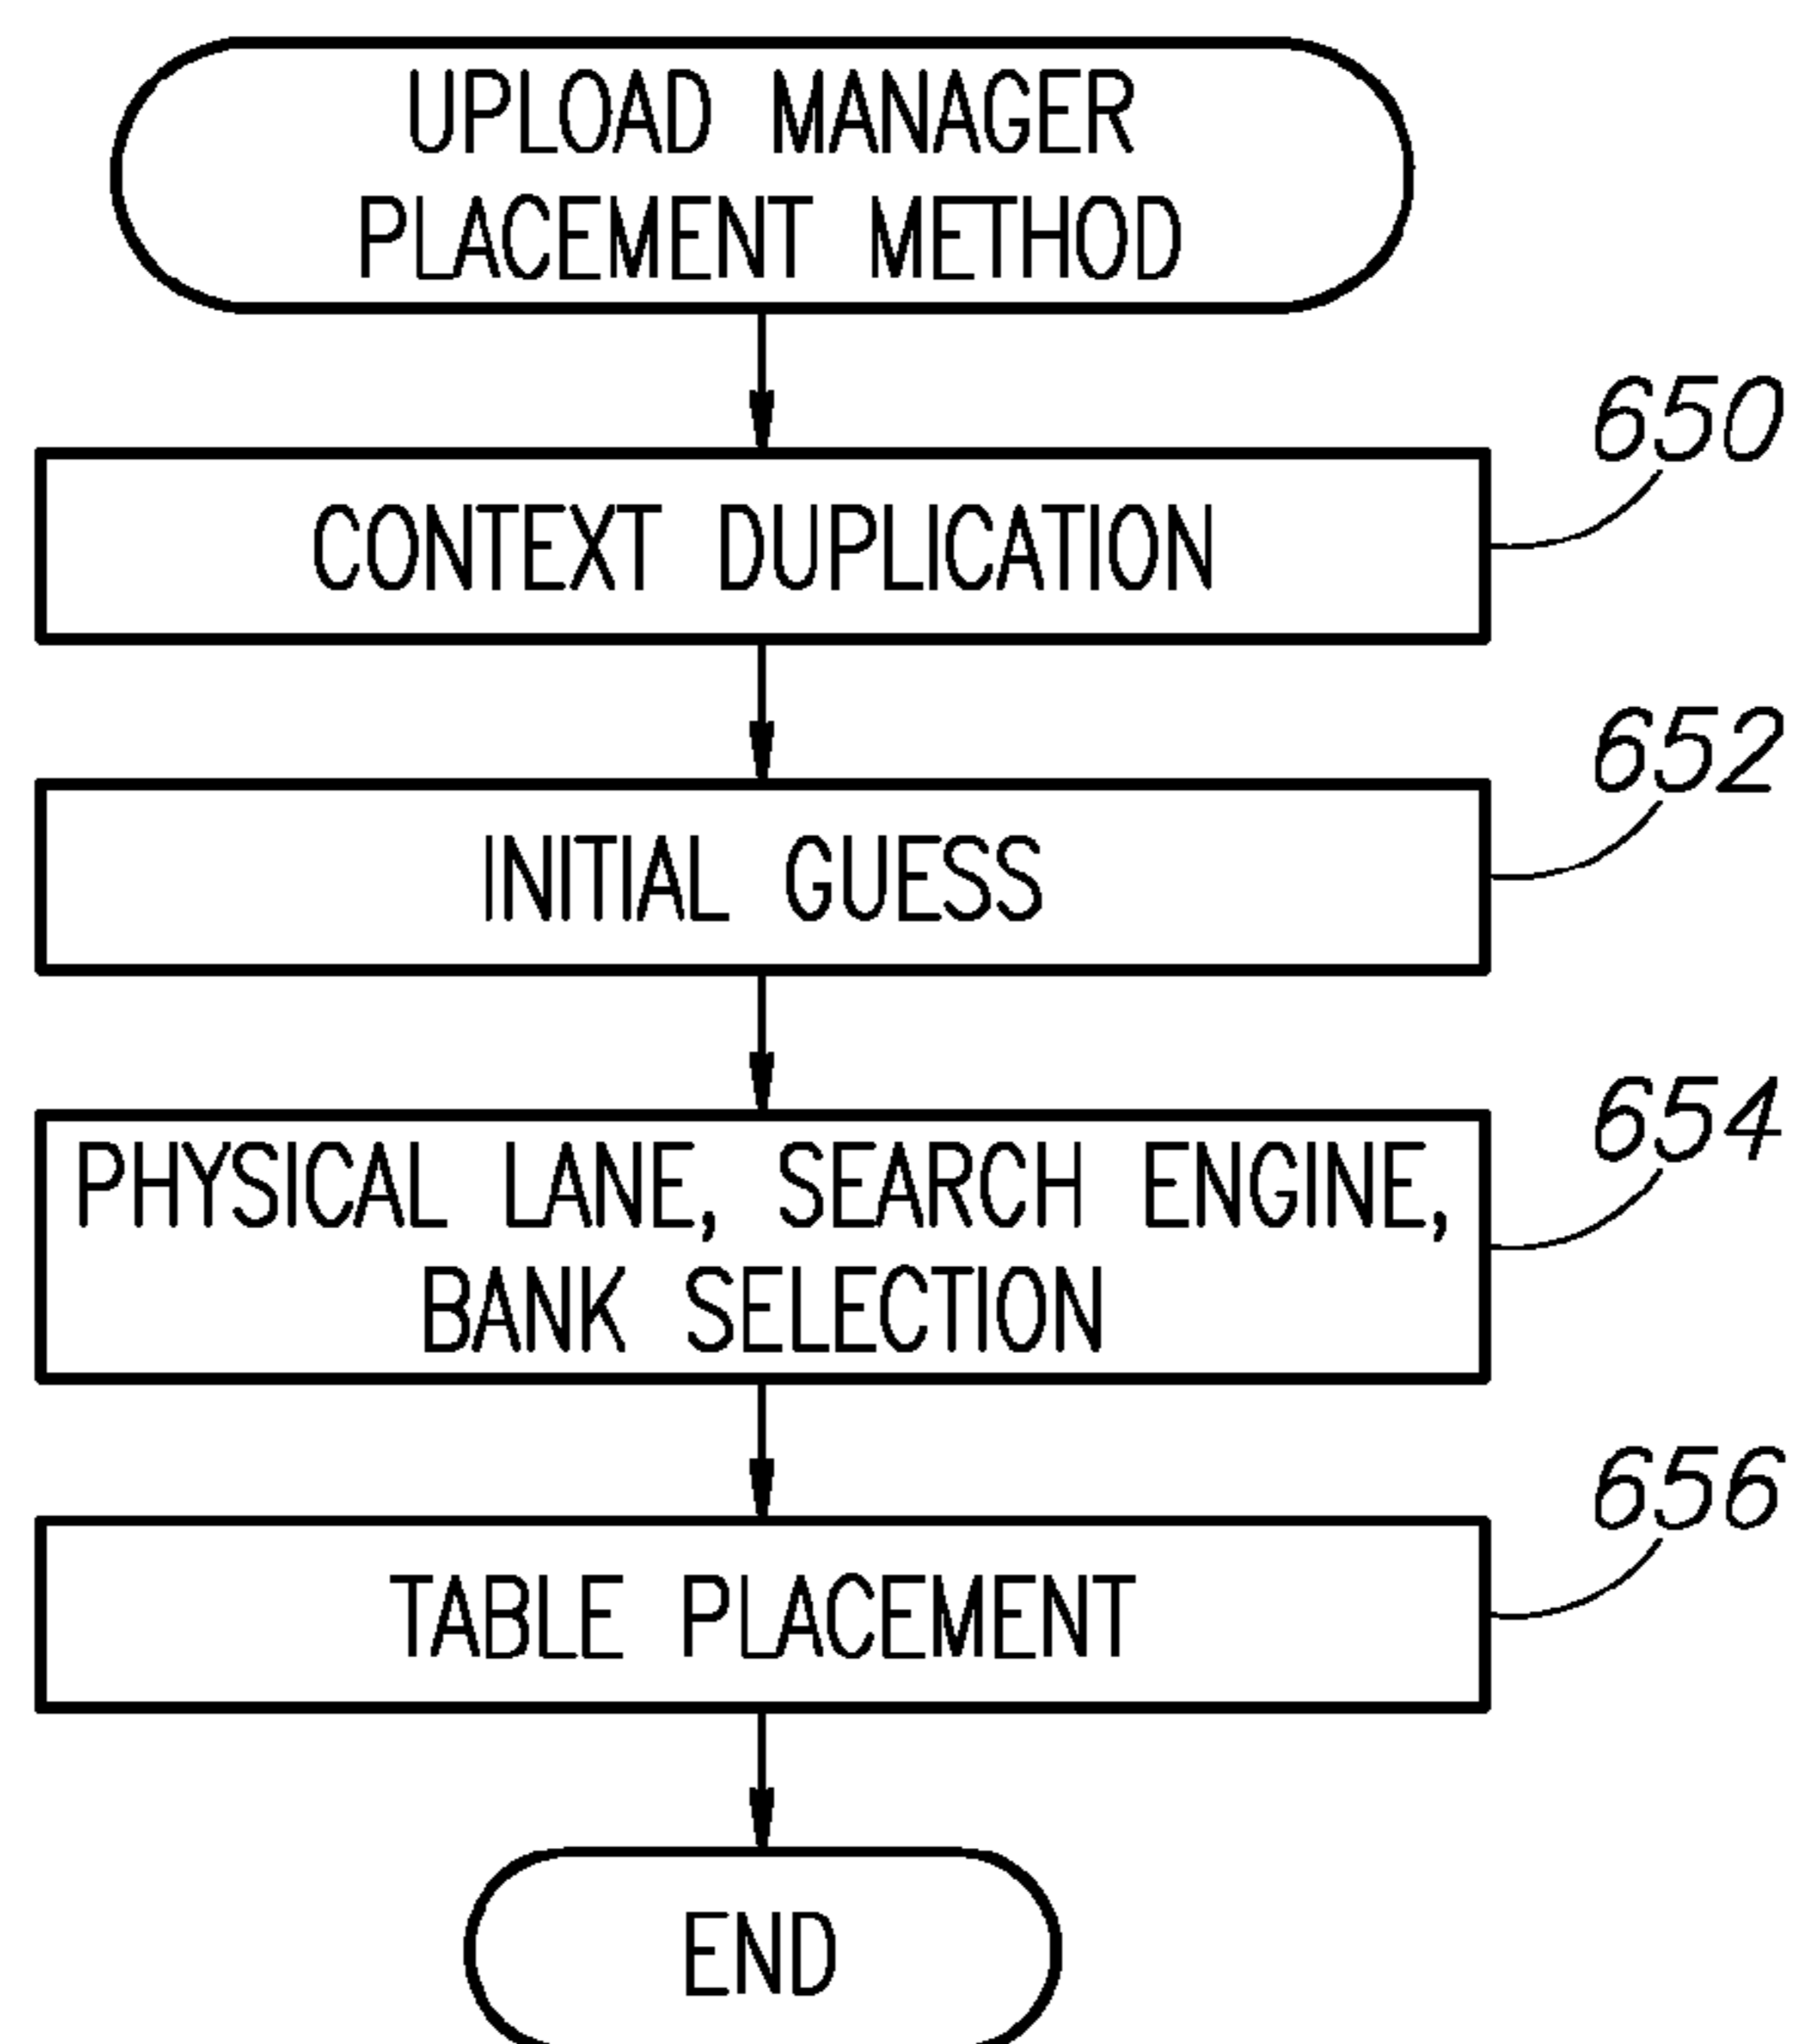 UPLOAD MANAGER
PLACEMENT METHOD
650
CONTEXT DUPLICATION
652
INITIAL GUESS
654
PHYSICAL LANE, SEARCH ENGINE,
BANK SELECTION
656
TABLE PLACEMENT
END